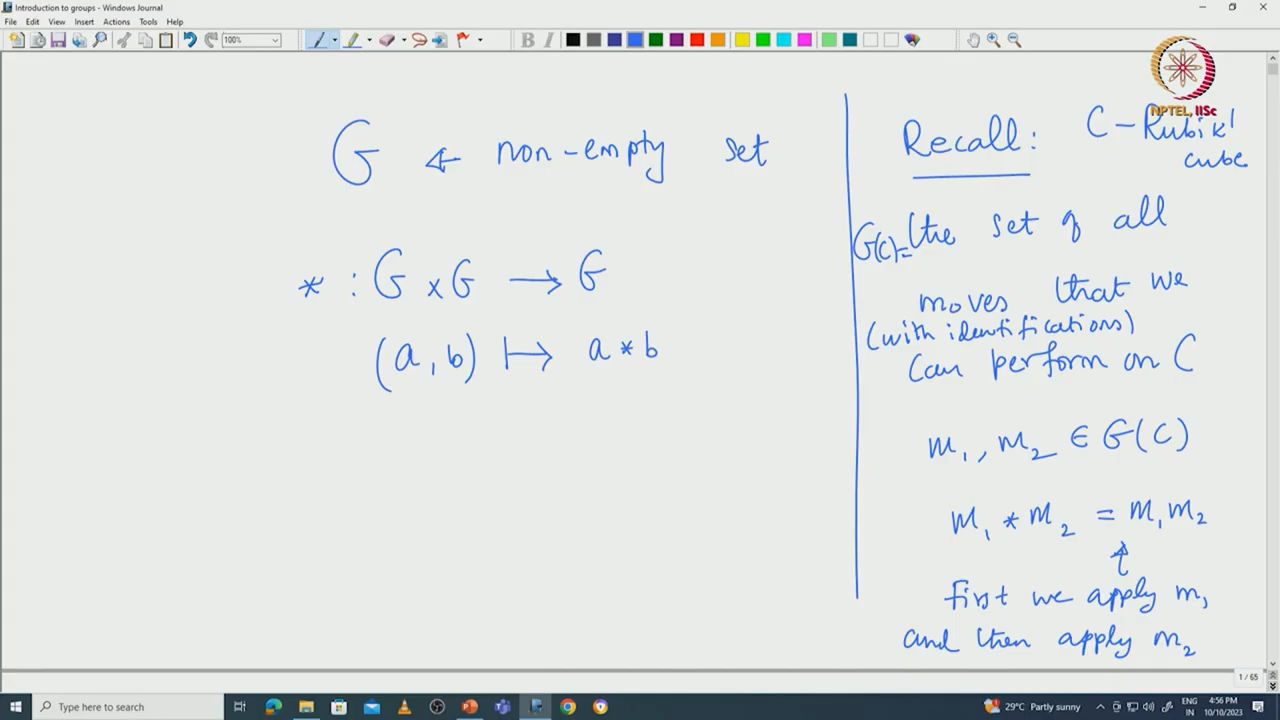 Introduction to groups - Windows Journal
File Edit View Insert Actions Tools Help
100%
B I
NPTEL, IISc
G ← non-empty set
* : G x G → G
(a, b) ↦ a * b
Recall: C - Rubik'
cube
G(C)= the set of all
moves that we
(with identifications)
can perform on C
m₁, m₂ ∈ G(C)
m₁ * m₂ = m₁m₂
↑
first we apply m₁
and then apply m₂
1 / 65
Type here to search
29°C Partly sunny
ENG
IN
4:56 PM
10/10/2023